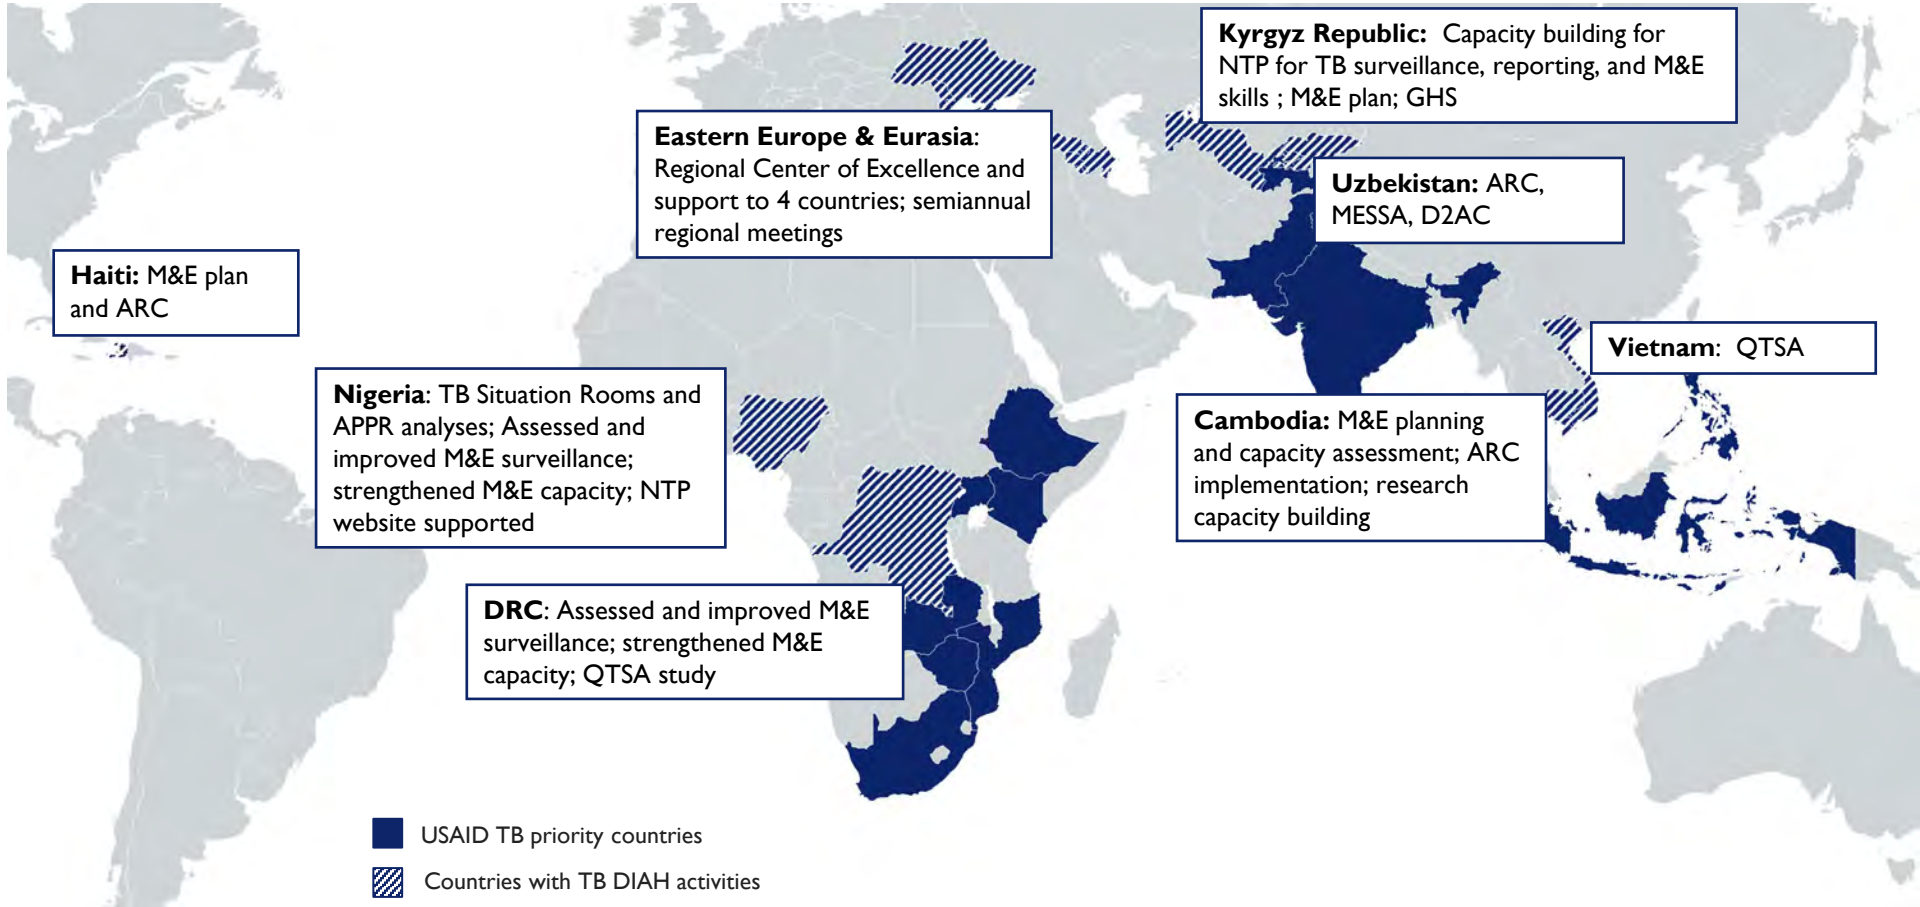 Kyrgyz Republic: Capacity building for
NTP for TB surveillance, reporting, and M&E
skills ; M&E plan; GHS
Eastern Europe & Eurasia:
Regional Center of Excellence and
support to 4 countries; semiannual
regional meetings
Uzbekistan: ARC,
MESSA, D2AC
Haiti: M&E plan
and ARC
Vietnam: QTSA
Nigeria: TB Situation Rooms and
APPR analyses; Assessed and
improved M&E surveillance;
strengthened M&E capacity; NTP
website supported
Cambodia: M&E planning
and capacity assessment; ARC
implementation; research
capacity building
DRC: Assessed and improved M&E
surveillance; strengthened M&E
capacity; QTSA study
USAID TB priority countries
Countries with TB DIAH activities